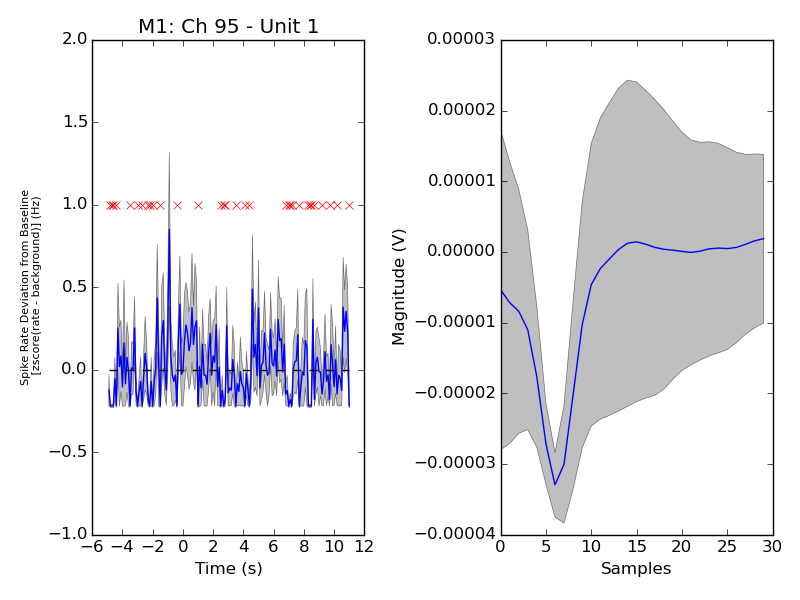 M1: Ch 95 - Unit 1
2.0
1.5
1.0
0.5
0.0
−0.5
−1.0
Spike Rate Deviation from Baseline
[zscore(rate - background)] (Hz)
−6 −4 −2 0 2 4 6 8 10 12
Time (s)
0.00003
0.00002
0.00001
0.00000
−0.00001
−0.00002
−0.00003
−0.00004
Magnitude (V)
0 5 10 15 20 25 30
Samples